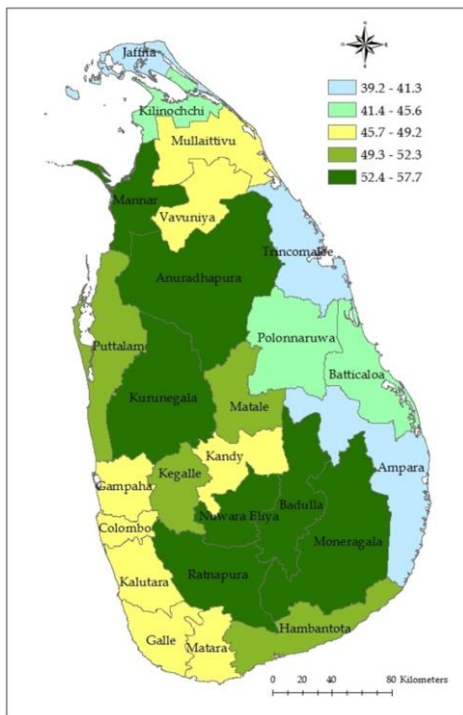 N
Jaffna
39.2 - 41.3
41.4 - 45.6
45.7 - 49.2
49.3 - 52.3
52.4 - 57.7
Kilinochchi
Mullaittivu
Mannar
Vavuniya
Trincomalee
Anuradhapura
Polonnaruwa
Puttalam
Batticaloa
Kurunegala
Matale
Kandy
Kegalle
Ampara
Gampaha
Badulla
Nuwara Eliya
Colombo
Moneragala
Ratnapura
Kalutara
Hambantota
Galle
Matara
0 20 40 80 Kilometers